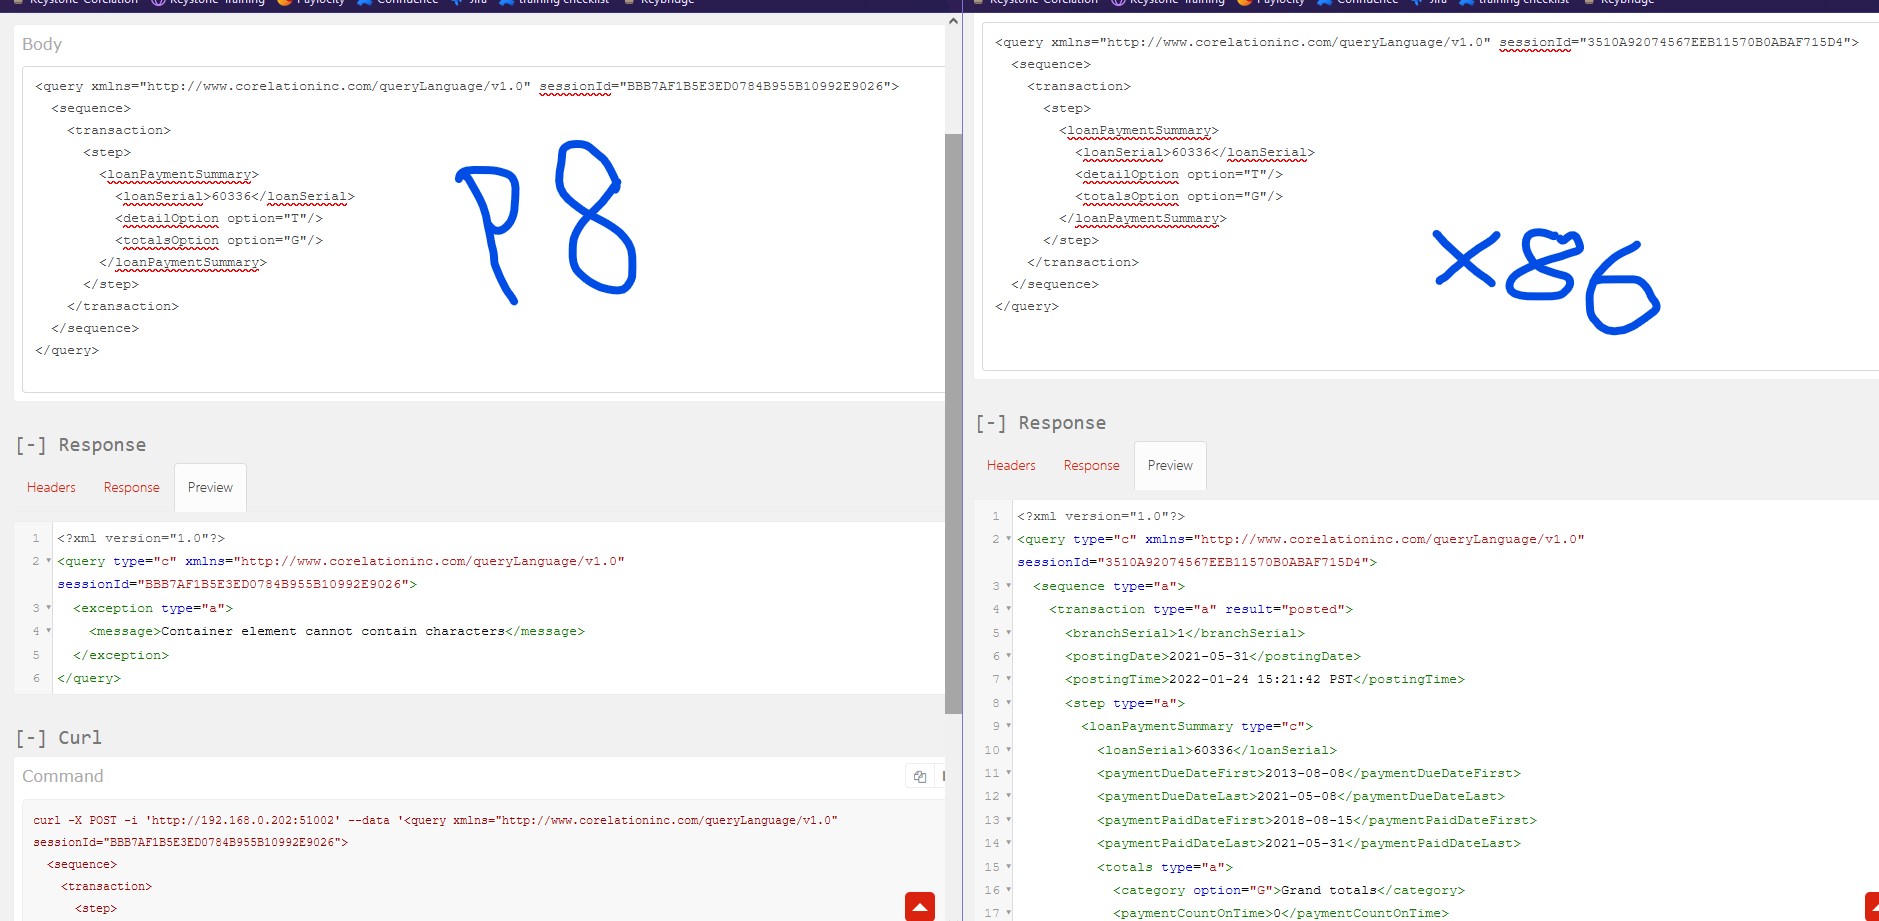 Keystone Corelation Keystone Training Paylocity Confluence Jira training checklist Keybridge
Body
<query xmlns="http://www.corelationinc.com/queryLanguage/v1.0" sessionId="BBB7AF1B5E3ED0784B955B10992E9026">
<sequence>
<transaction>
<step>
<loanPaymentSummary>
<loanSerial>60336</loanSerial>
<detailOption option="T"/>
<totalsOption option="G"/>
</loanPaymentSummary>
</step>
</transaction>
</sequence>
</query>
P8
[-] Response
Headers Response Preview
1 <?xml version="1.0"?>
2 <query type="c" xmlns="http://www.corelationinc.com/queryLanguage/v1.0"
sessionId="BBB7AF1B5E3ED0784B955B10992E9026">
3 <exception type="a">
4 <message>Container element cannot contain characters</message>
5 </exception>
6 </query>
[-] Curl
Command
curl -X POST -i 'http://192.168.0.202:51002' --data '<query xmlns="http://www.corelationinc.com/queryLanguage/v1.0"
sessionId="BBB7AF1B5E3ED0784B955B10992E9026">
<sequence>
<transaction>
<step>
Keystone Corelation Keystone Training Paylocity Confluence Jira training checklist Keybridge
<query xmlns="http://www.corelationinc.com/queryLanguage/v1.0" sessionId="3510A92074567EEB11570B0ABAF715D4">
<sequence>
<transaction>
<step>
<loanPaymentSummary>
<loanSerial>60336</loanSerial>
<detailOption option="T"/>
<totalsOption option="G"/>
</loanPaymentSummary>
</step>
</transaction>
</sequence>
</query>
x86
[-] Response
Headers Response Preview
1 <?xml version="1.0"?>
2 <query type="c" xmlns="http://www.corelationinc.com/queryLanguage/v1.0"
sessionId="3510A92074567EEB11570B0ABAF715D4">
3 <sequence type="a">
4 <transaction type="a" result="posted">
5 <branchSerial>1</branchSerial>
6 <postingDate>2021-05-31</postingDate>
7 <postingTime>2022-01-24 15:21:42 PST</postingTime>
8 <step type="a">
9 <loanPaymentSummary type="c">
10 <loanSerial>60336</loanSerial>
11 <paymentDueDateFirst>2013-08-08</paymentDueDateFirst>
12 <paymentDueDateLast>2021-05-08</paymentDueDateLast>
13 <paymentPaidDateFirst>2018-08-15</paymentPaidDateFirst>
14 <paymentPaidDateLast>2021-05-31</paymentPaidDateLast>
15 <totals type="a">
16 <category option="G">Grand totals</category>
17 <paymentCountOnTime>0</paymentCountOnTime>